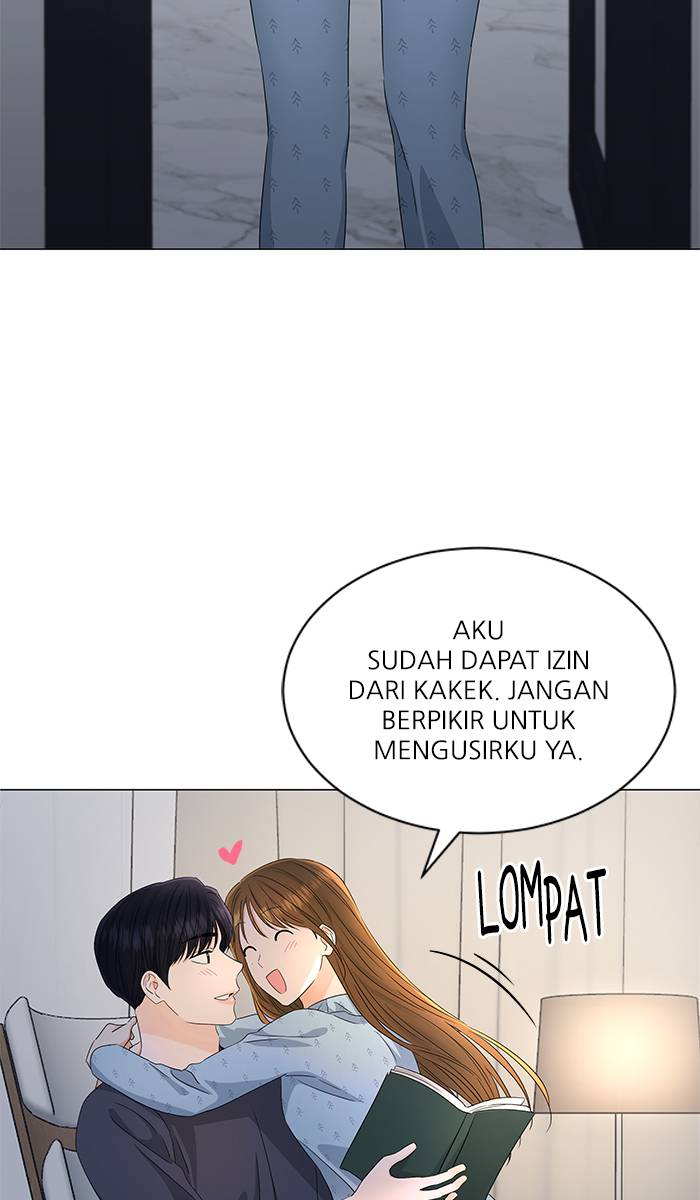 AKU
SUDAH DAPAT IZIN
DARI KAKEK. JANGAN
BERPIKIR UNTUK
MENGUSIRKU YA.
LOMPAT